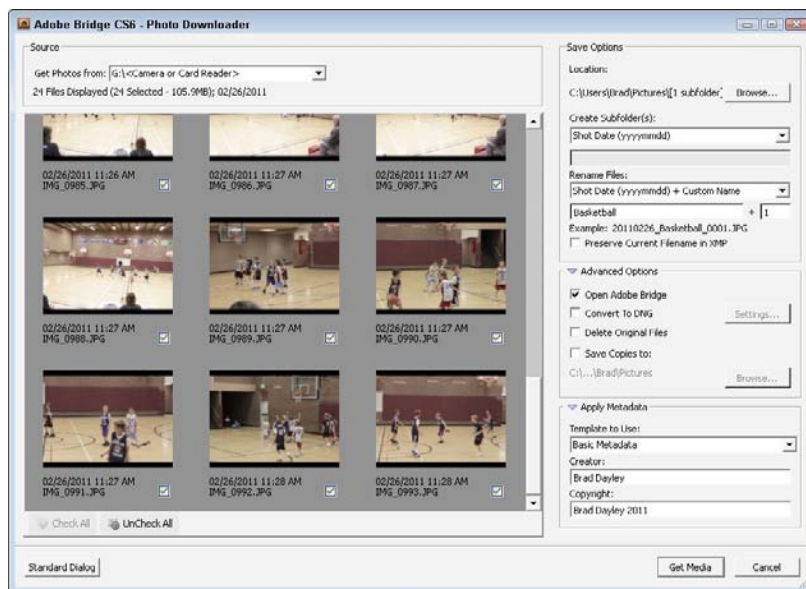 Adobe Bridge CS6 - Photo Downloader
Source
Get Photos from: G:\<Camera or Card Reader>
24 Files Displayed (24 Selected - 105.9MB); 02/26/2011
02/26/2011 11:26 AM
IMG_0985.JPG
02/26/2011 11:27 AM
IMG_0986.JPG
02/26/2011 11:27 AM
IMG_0987.JPG
02/26/2011 11:27 AM
IMG_0988.JPG
02/26/2011 11:27 AM
IMG_0989.JPG
02/26/2011 11:27 AM
IMG_0990.JPG
02/26/2011 11:27 AM
IMG_0991.JPG
02/26/2011 11:28 AM
IMG_0992.JPG
02/26/2011 11:28 AM
IMG_0993.JPG
Check All
UnCheck All
Standard Dialog
Save Options
Location:
C:\Users\Brad\Pictures\[1 subfolder]
Browse...
Create Subfolder(s):
Shot Date (yyyymmdd)
Rename Files:
Shot Date (yyyymmdd) + Custom Name
Basketball + 1
Example: 20110226_Basketball_0001.JPG
Preserve Current Filename in XMP
Advanced Options
Open Adobe Bridge
Convert To DNG
Settings...
Delete Original Files
Save Copies to:
C:\...\Brad\Pictures
Browse...
Apply Metadata
Template to Use:
Basic Metadata
Creator:
Brad Dayley
Copyright:
Brad Dayley 2011
Get Media
Cancel